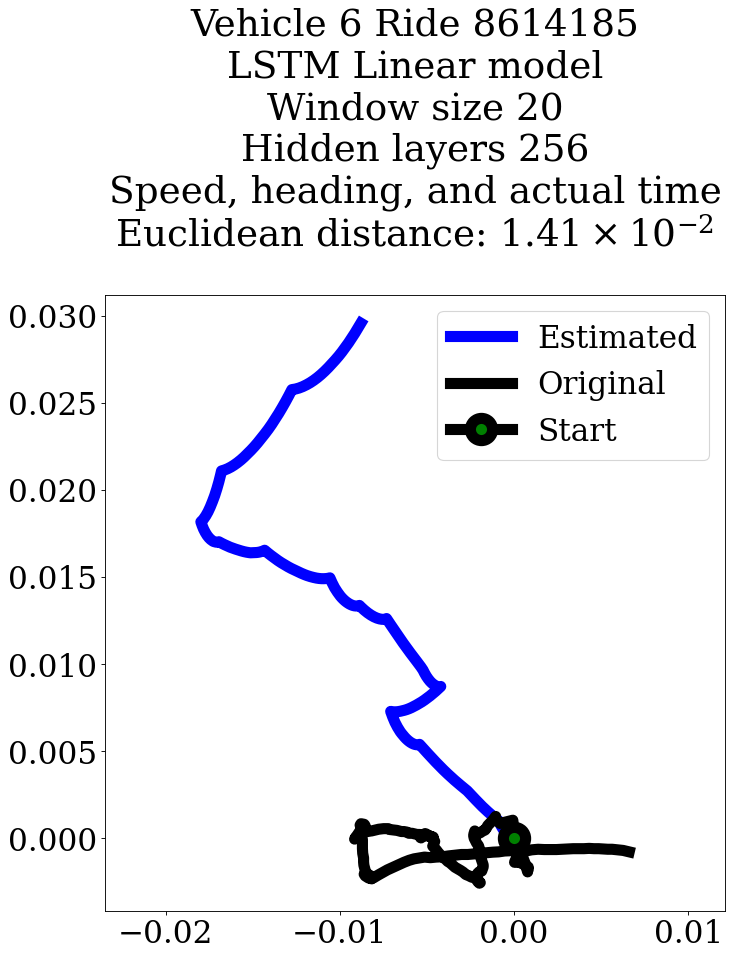 Vehicle 6 Ride 8614185
LSTM Linear model
Window size 20
Hidden layers 256
Speed, heading, and actual time
Euclidean distance: 1.41 × 10⁻²
Estimated
Original
Start
0.030
0.025
0.020
0.015
0.010
0.005
0.000
−0.02 −0.01 0.00 0.01